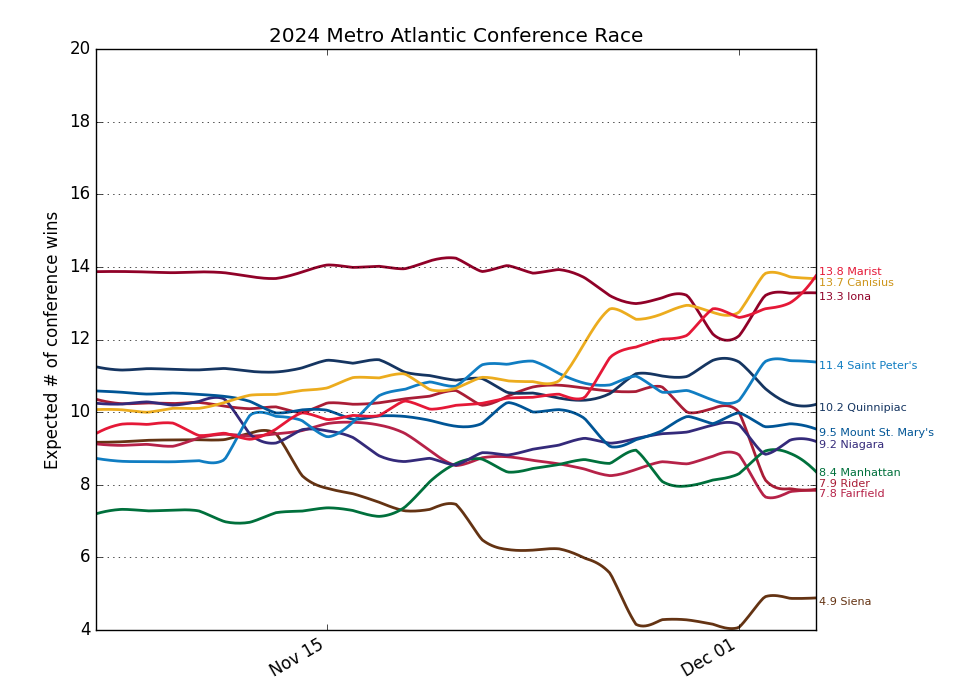 2024 Metro Atlantic Conference Race
Expected # of conference wins
20
18
16
14
12
10
8
6
4
Nov 15
Dec 01
13.8 Marist
13.7 Canisius
13.3 Iona
11.4 Saint Peter's
10.2 Quinnipiac
9.5 Mount St. Mary's
9.2 Niagara
8.4 Manhattan
7.9 Rider
7.8 Fairfield
4.9 Siena